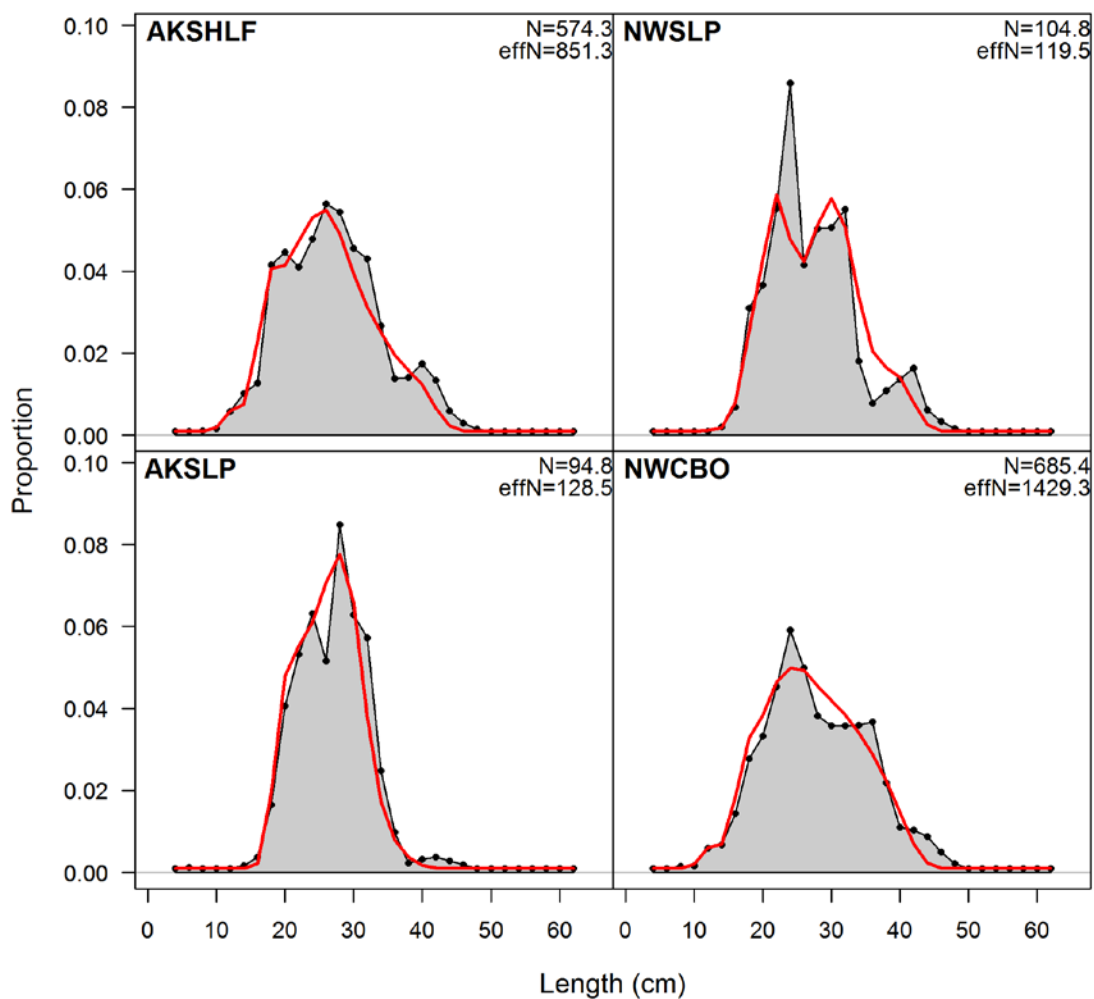 AKSHLF
N=574.3
effN=851.3
NWSLP
N=104.8
effN=119.5
0.10
0.08
0.06
0.04
0.02
0.00
AKSLP
N=94.8
effN=128.5
NWCBO
N=685.4
effN=1429.3
0.10
0.08
0.06
0.04
0.02
0.00
Proportion
0 10 20 30 40 50 60 0 10 20 30 40 50 60
Length (cm)